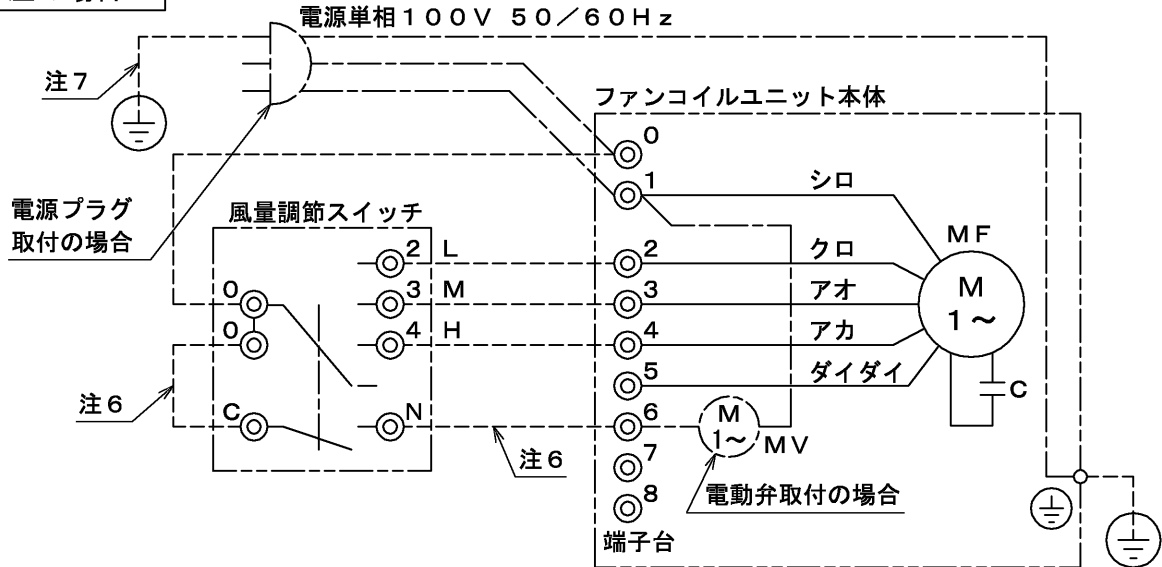 電源単相100V 50/60Hz
注7
ファンコイルユニット本体
0
1
シロ
電源プラグ
取付の場合
風量調節スイッチ
MF
2 L
2
クロ
M
1~
0
3 M
3
アオ
0
4 H
4
アカ
5
ダイダイ
C
注6
C
N
6
M
1~
MV
注6
7
電動弁取付の場合
8
端子台